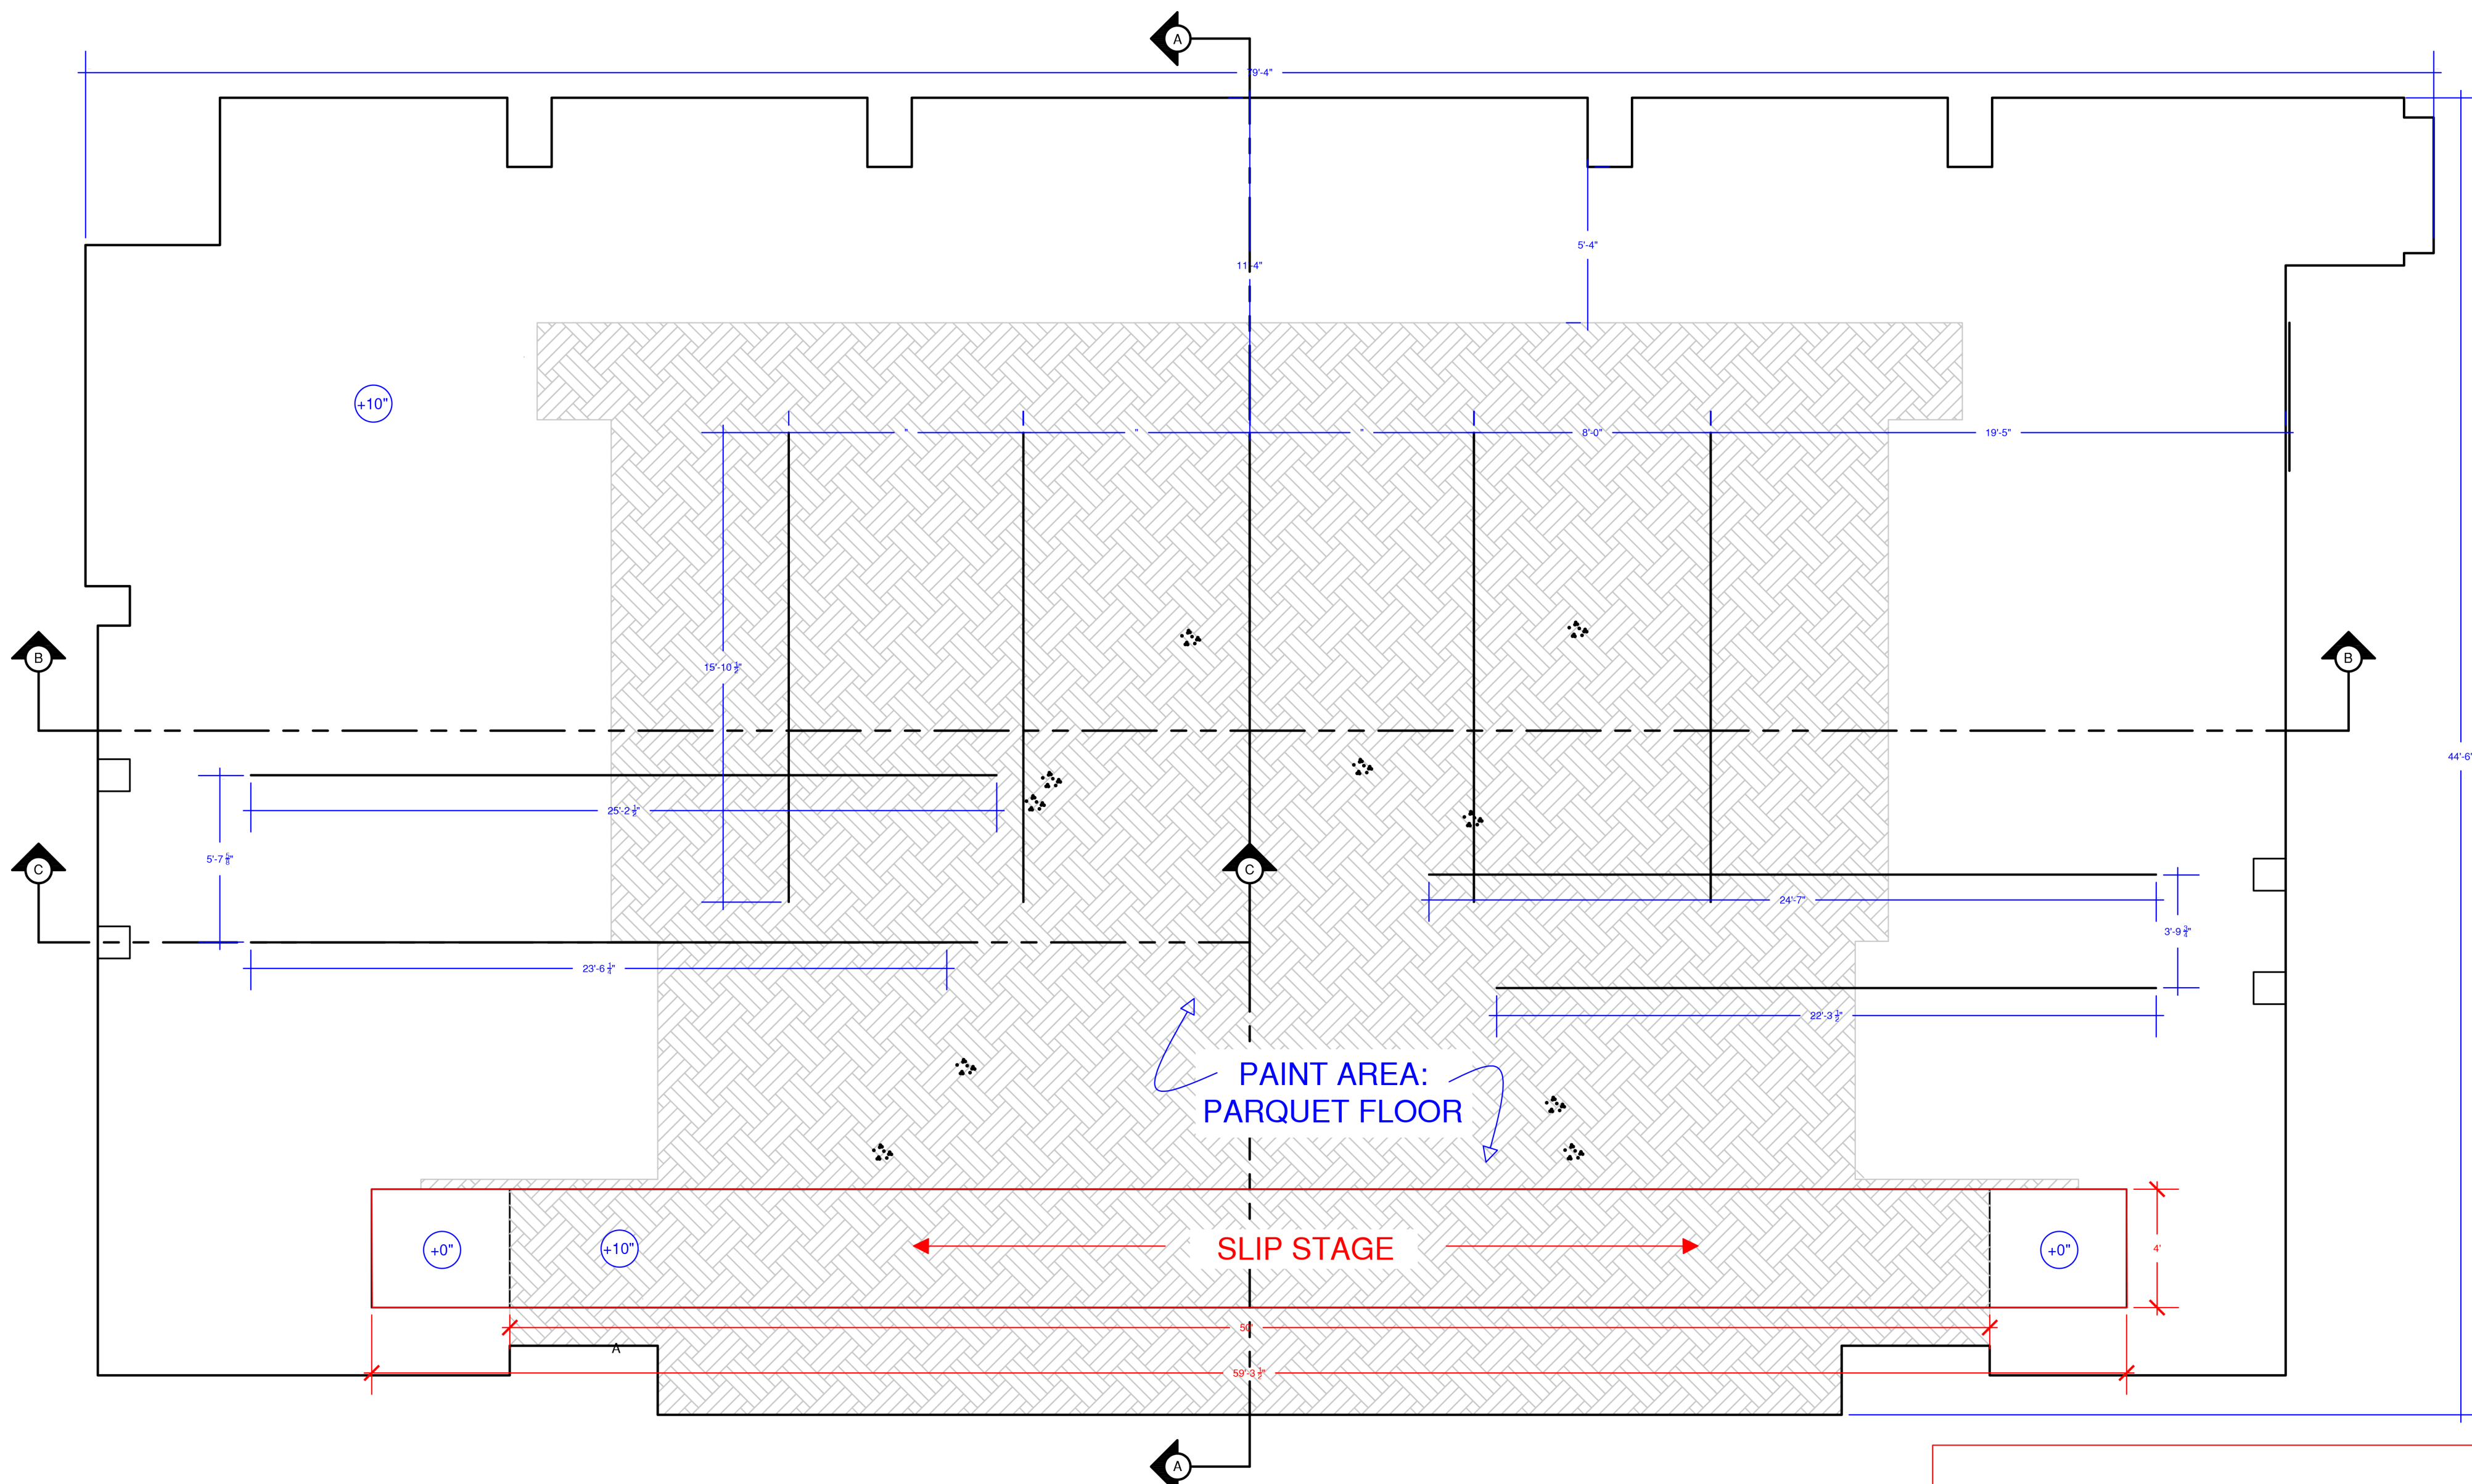 A
79'-4"
5'-4"
11'-4"
+10"
"
"
"
8'-0"
19'-5"
15'-10 1/2"
B
B
44'-6"
25'-2 1/2"
5'-7 5/8"
C
C
24'-7"
3'-9 3/4"
23'-6 1/4"
22'-3 1/2"
PAINT AREA:
PARQUET FLOOR
+0"
+10"
SLIP STAGE
+0"
4'
50'
A
59'-3 1/2"
A